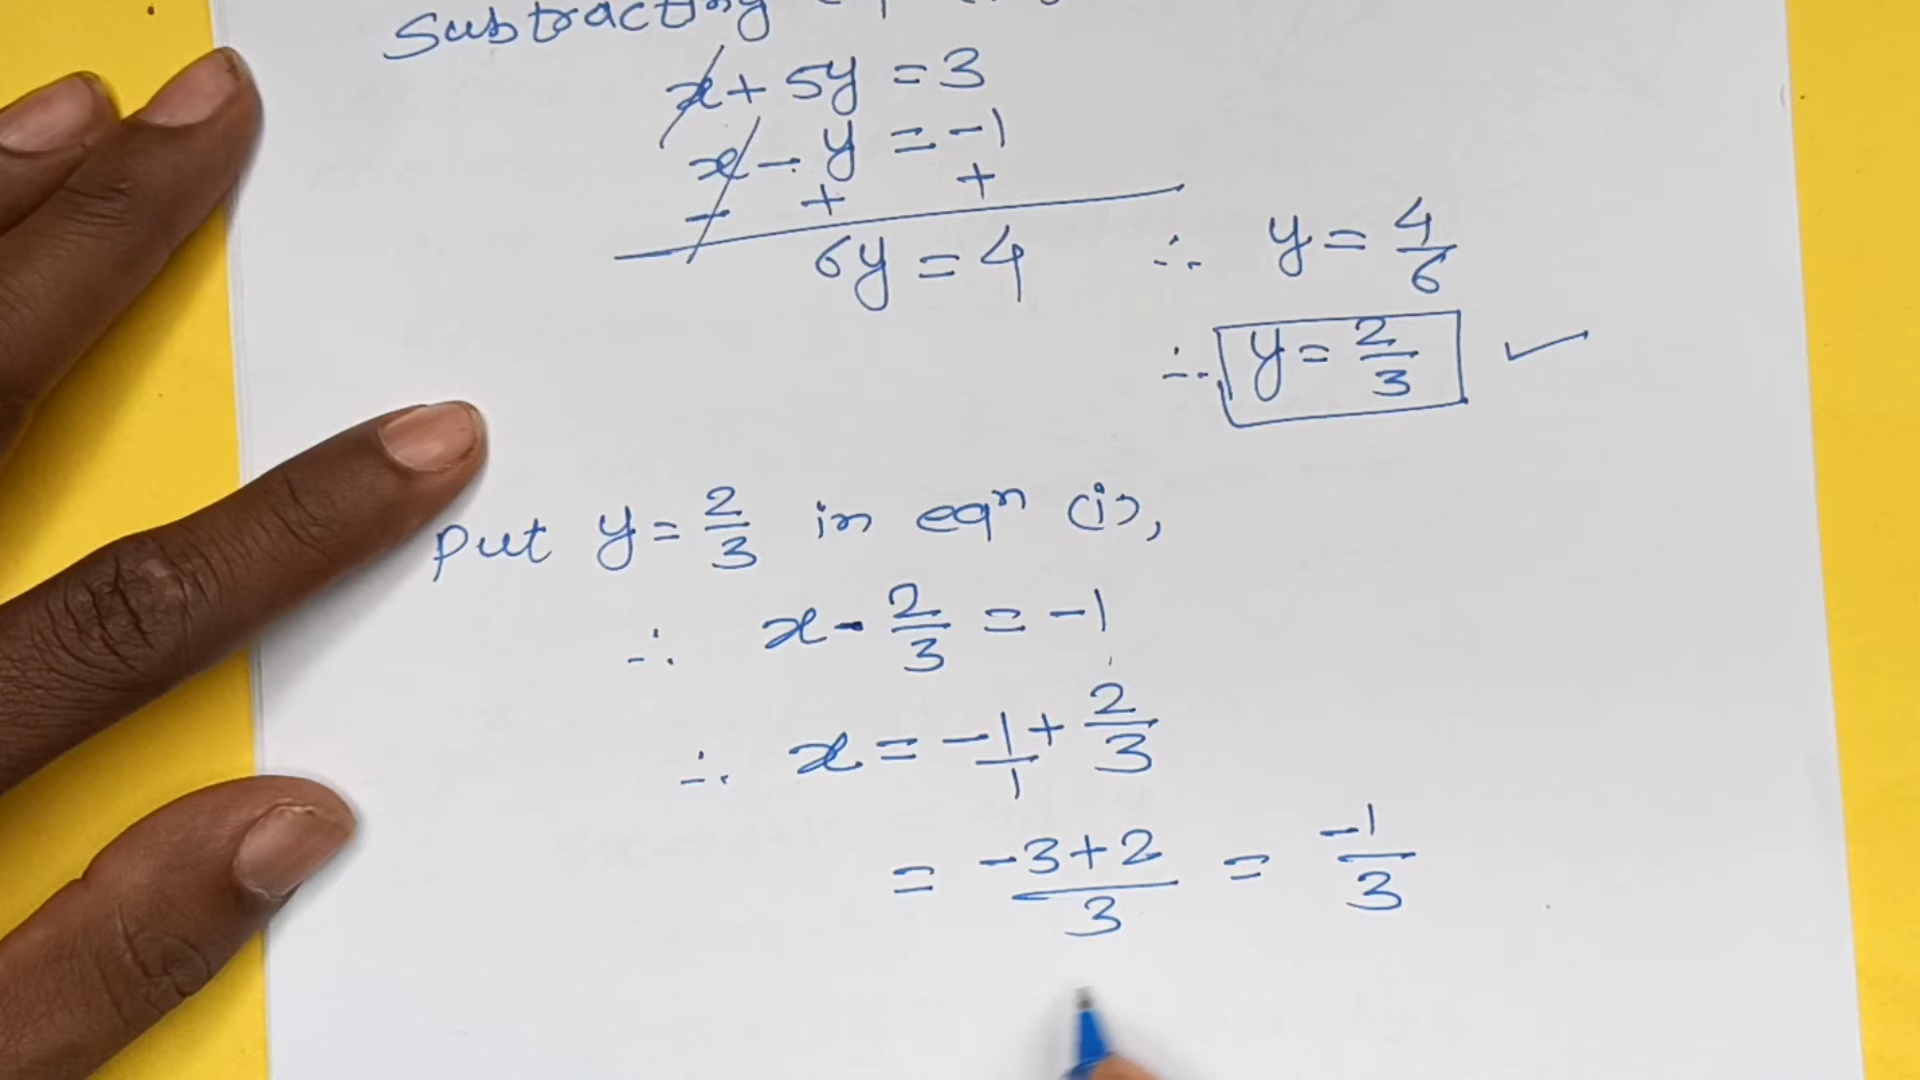 Subtracting
x + 5y = 3
x - y = -1
- + +
6y = 4 ∴ y = 4/6
∴ y = 2/3 ✓
Put y = 2/3 in eqⁿ (i),
∴ x - 2/3 = -1
∴ x = -1/1 + 2/3
= -3+2/3 = -1/3